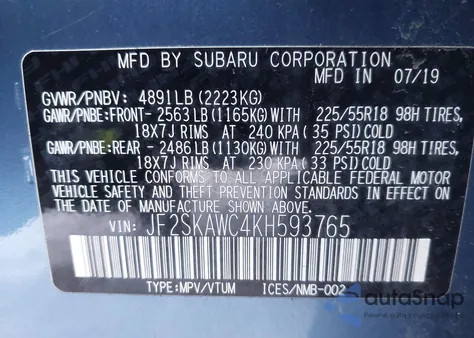 MFD BY SUBARU CORPORATION
MFD IN 07/19
GVWR/PNBV: 4891LB (2223KG)
GAWR/PNBE:FRONT- 2563LB(1165KG)WITH 225/55R18 98H TIRES,
18X7J RIMS AT 240 KPA (35 PSI)COLD
GAWR/PNBE:REAR - 2486LB(1130KG)WITH 225/55R18 98H TIRES,
18X7J RIMS AT 230 KPA (33 PSI)COLD
THIS VEHICLE CONFORMS TO ALL APPLICABLE FEDERAL MOTOR
VEHICLE SAFETY AND THEFT PREVENTION STANDARDS IN EFFECT
ON THE DATE OF MANUFACTURE SHOWN ABOVE.
VIN: JF2SKAWC4KH593765
TYPE:MPV/VTUM ICES/NMB-002
autoSnap